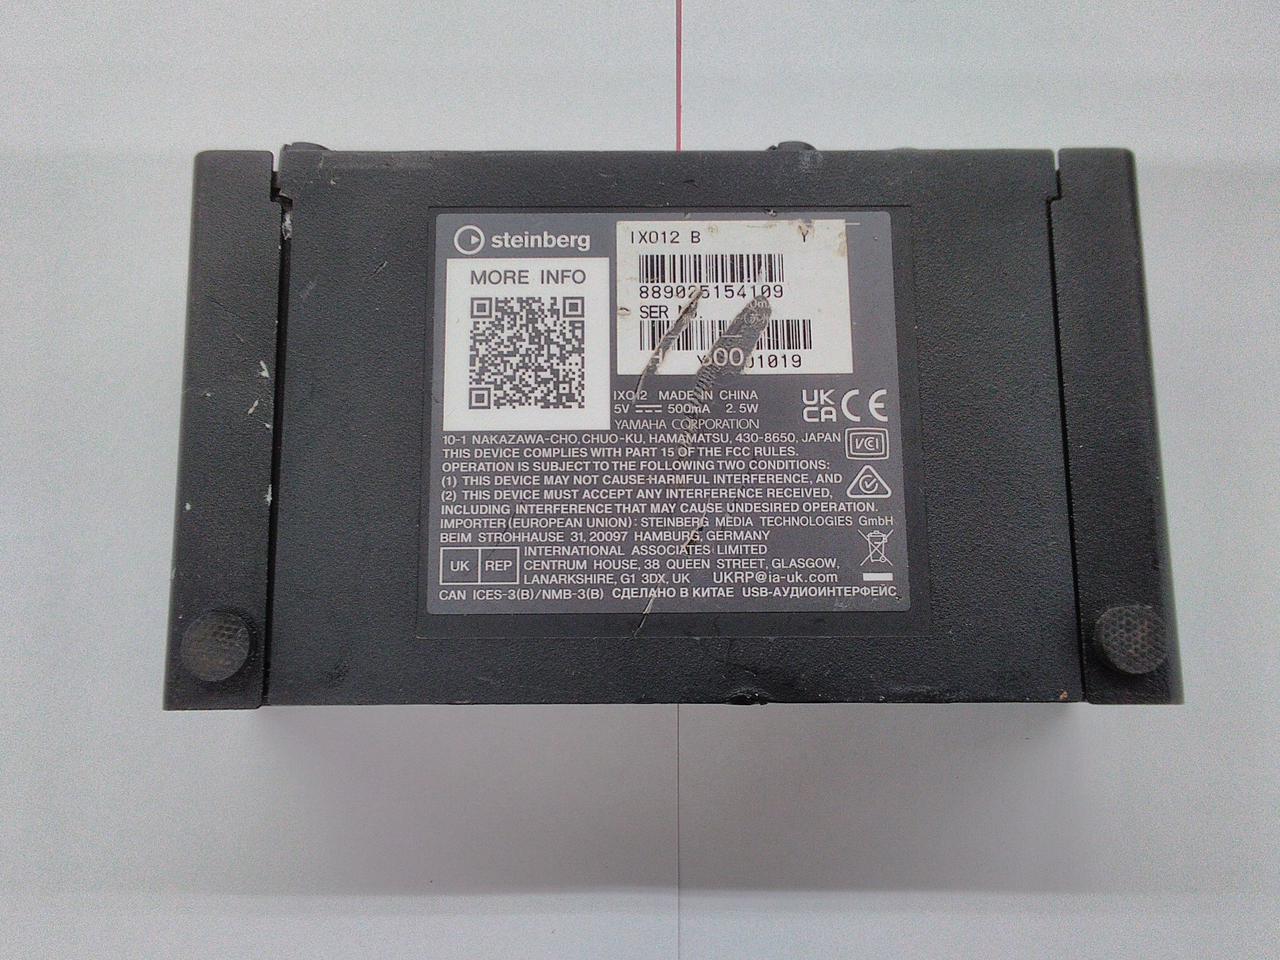 steinberg
MORE INFO
IXO12 B Y
889025154109
SER
1019
IXO12 MADE IN CHINA
5V 500mA 2.5W
YAMAHA CORPORATION
10-1 NAKAZAWA-CHO, CHUO-KU, HAMAMATSU, 430-8650, JAPAN
THIS DEVICE COMPLIES WITH PART 15 OF THE FCC RULES.
OPERATION IS SUBJECT TO THE FOLLOWING TWO CONDITIONS:
(1) THIS DEVICE MAY NOT CAUSE HARMFUL INTERFERENCE, AND
(2) THIS DEVICE MUST ACCEPT ANY INTERFERENCE RECEIVED,
INCLUDING INTERFERENCE THAT MAY CAUSE UNDESIRED OPERATION.
IMPORTER (EUROPEAN UNION) : STEINBERG MEDIA TECHNOLOGIES GmbH
BEIM STROHHAUSE 31, 20097 HAMBURG, GERMANY
UK REP
INTERNATIONAL ASSOCIATES LIMITED
CENTRUM HOUSE, 38 QUEEN STREET, GLASGOW,
LANARKSHIRE, G1 3DX, UK UKRP@ia-uk.com
CAN ICES-3(B)/NMB-3(B) СДЕЛАНО В КИТАЕ USB-АУДИОИНТЕРФЕЙС
UK
CA
CE
VCI